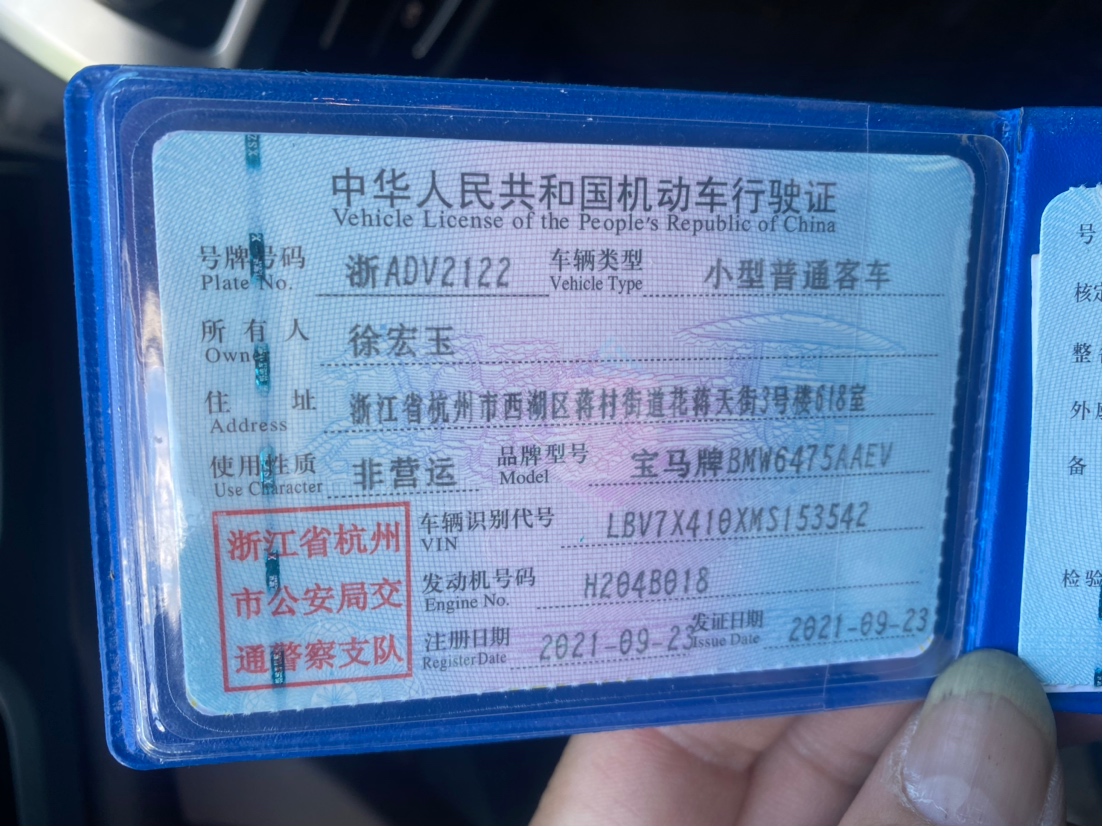 中华人民共和国机动车行驶证
Vehicle License of the People's Republic of China
号牌号码 浙ADV2122 车辆类型 小型普通客车
Plate No. Vehicle Type
所有人 徐宏玉
Owner
住址 浙江省杭州市西湖区蒋村街道花蒋天街3号楼618室
Address
使用性质 非营运 品牌型号 宝马牌BMW6475AAEV
Use Character Model
车辆识别代号 LBV7X410XMS153542
VIN
发动机号码 H204B018
Engine No.
注册日期 2021-09-23 发证日期 2021-09-23
Register Date Issue Date
浙江省杭州
市公安局交
通警察支队
号
核定
整
外
备
检验